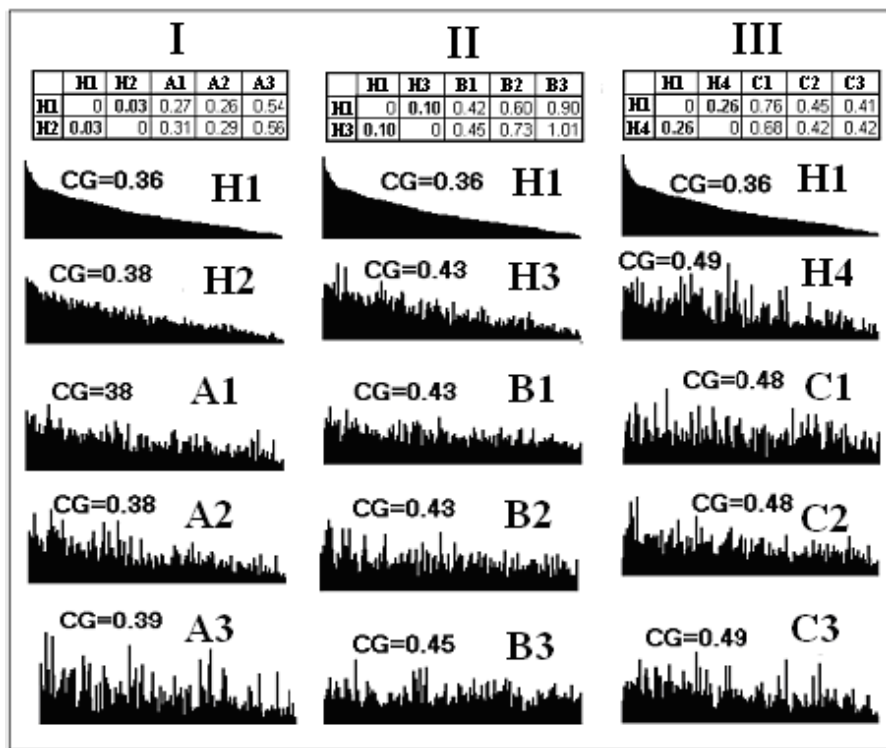 I II III
H1 H2 A1 A2 A3
H1 0 0.03 0.27 0.26 0.54
H2 0.03 0 0.31 0.29 0.56
H1 H3 B1 B2 B3
H1 0 0.10 0.42 0.60 0.90
H3 0.10 0 0.45 0.73 1.01
H1 H4 C1 C2 C3
H1 0 0.26 0.76 0.45 0.41
H4 0.26 0 0.68 0.42 0.42
CG=0.36 H1 CG=0.36 H1 CG=0.36 H1
CG=0.38 H2 CG=0.43 H3 CG=0.49 H4
CG=38 A1 CG=0.43 B1 CG=0.48 C1
CG=0.38 A2 CG=0.43 B2 CG=0.48 C2
CG=0.39 A3 CG=0.45 B3 CG=0.49 C3